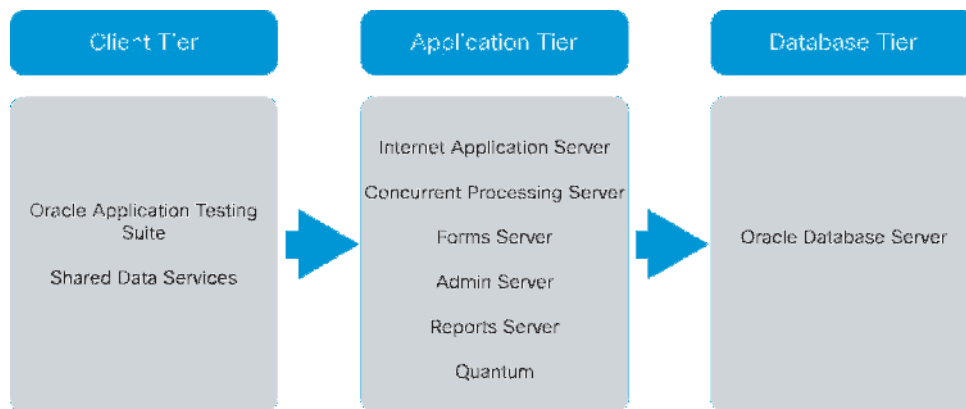 Client Tier
Application Tier
Database Tier
Oracle Application Testing
Suite
Shared Data Services
Internet Application Server
Concurrent Processing Server
Forms Server
Admin Server
Reports Server
Quantum
Oracle Database Server